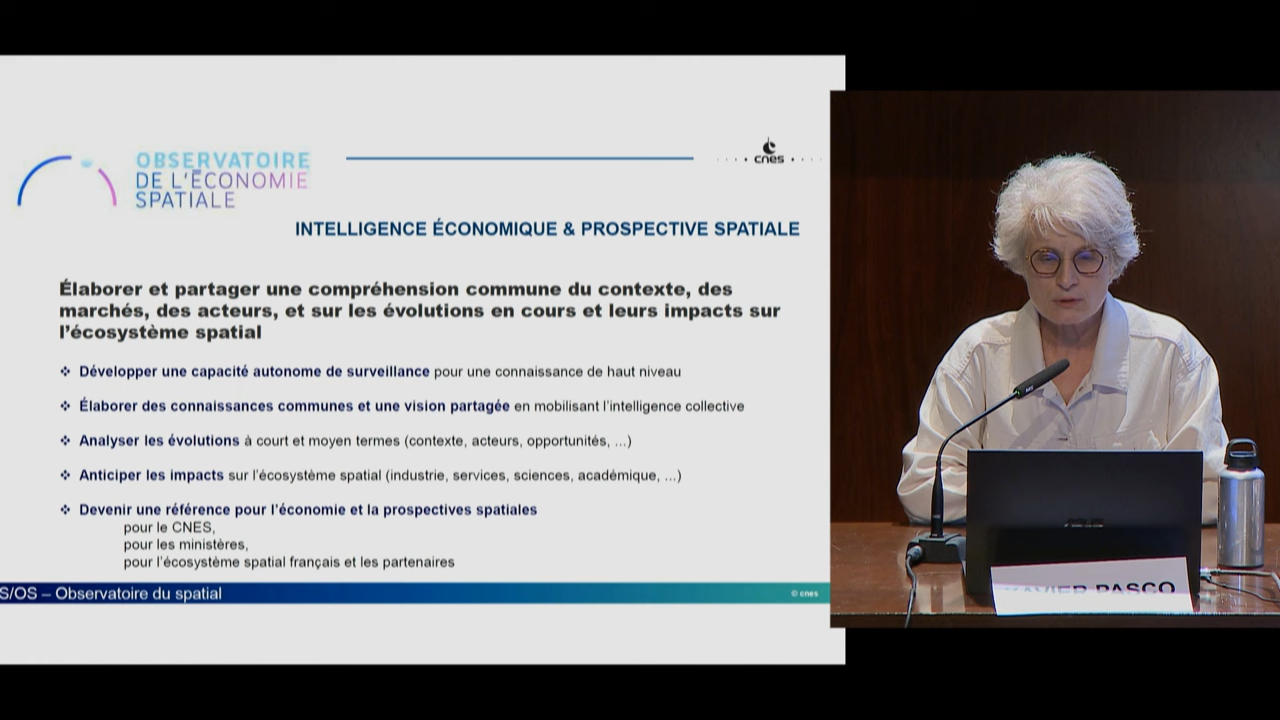 OBSERVATOIRE
DE L'ÉCONOMIE
SPATIALE
cnes
INTELLIGENCE ÉCONOMIQUE & PROSPECTIVE SPATIALE
Élaborer et partager une compréhension commune du contexte, des
marchés, des acteurs, et sur les évolutions en cours et leurs impacts sur
l'écosystème spatial
❖ Développer une capacité autonome de surveillance pour une connaissance de haut niveau
❖ Élaborer des connaissances communes et une vision partagée en mobilisant l'intelligence collective
❖ Analyser les évolutions à court et moyen termes (contexte, acteurs, opportunités, ...)
❖ Anticiper les impacts sur l'écosystème spatial (industrie, services, sciences, académique, ...)
❖ Devenir une référence pour l'économie et la prospectives spatiales
pour le CNES,
pour les ministères,
pour l'écosystème spatial français et les partenaires
S/OS – Observatoire du spatial
© cnes
XAVIER PASCO